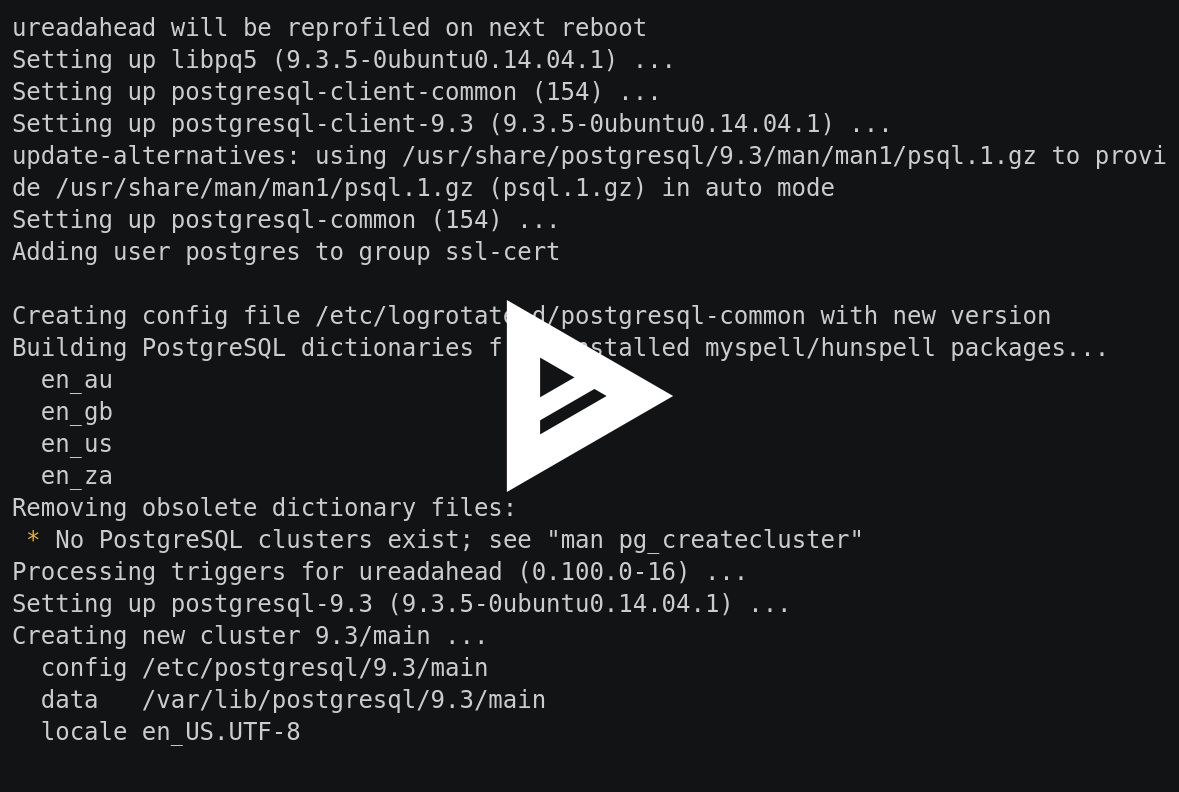 ureadahead will be reprofiled on next reboot
Setting up libpq5 (9.3.5-0ubuntu0.14.04.1) ...
Setting up postgresql-client-common (154) ...
Setting up postgresql-client-9.3 (9.3.5-0ubuntu0.14.04.1) ...
update-alternatives: using /usr/share/postgresql/9.3/man/man1/psql.1.gz to provi
de /usr/share/man/man1/psql.1.gz (psql.1.gz) in auto mode
Setting up postgresql-common (154) ...
Adding user postgres to group ssl-cert
Creating config file /etc/logrotate.d/postgresql-common with new version
Building PostgreSQL dictionaries myspell/hunspell packages...
en_au
en_gb
en_us
en_za
Removing obsolete dictionary files:
* No PostgreSQL clusters exist; see "man pg_createcluster"
Processing triggers for ureadahead (0.100.0-16) ...
Setting up postgresql-9.3 (9.3.5-0ubuntu0.14.04.1) ...
Creating new cluster 9.3/main ...
config /etc/postgresql/9.3/main
data /var/lib/postgresql/9.3/main
locale en_US.UTF-8